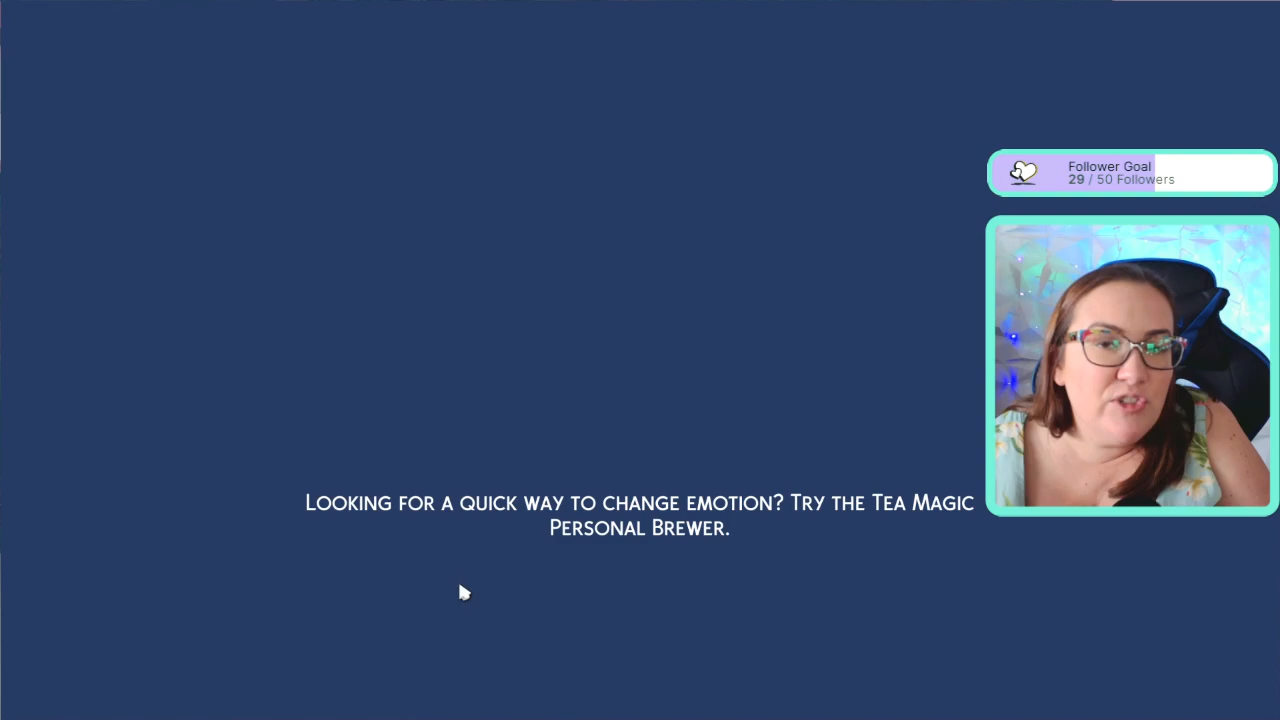 Follower Goal
29 / 50 Followers
Looking for a quick way to change emotion? Try the Tea Magic
Personal Brewer.